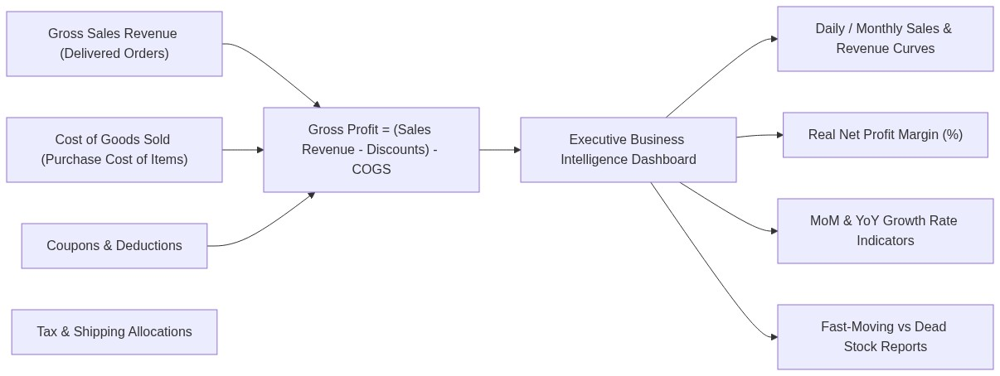 Gross Sales Revenue
(Delivered Orders)
Cost of Goods Sold
(Purchase Cost of Items)
Coupons & Deductions
Tax & Shipping Allocations
Gross Profit = (Sales
Revenue - Discounts) -
COGS
Executive Business
Intelligence Dashboard
Daily / Monthly Sales &
Revenue Curves
Real Net Profit Margin (%)
MoM & YoY Growth Rate
Indicators
Fast-Moving vs Dead
Stock Reports